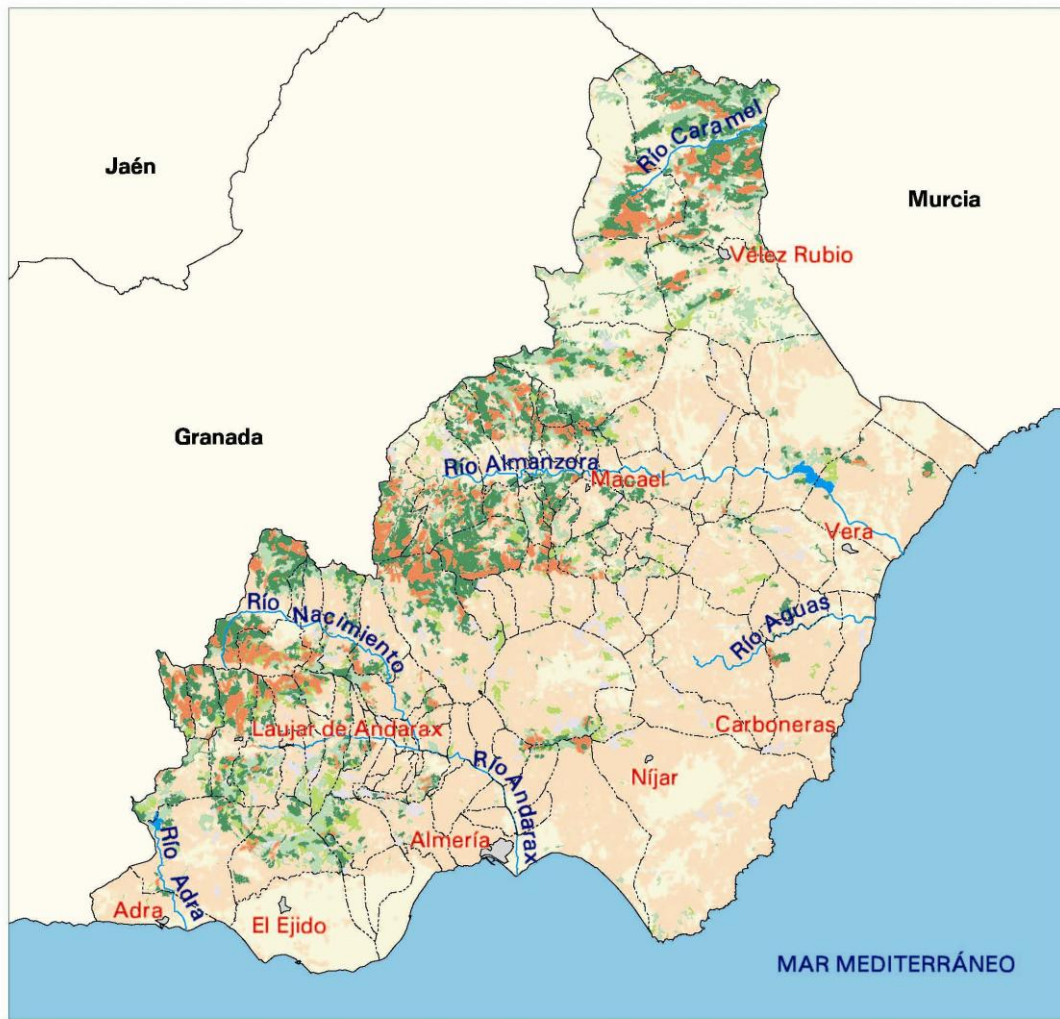 Río Caramel
Jaén
Murcia
Vélez Rubio
Granada
Río Almanzora
Macael
Vera
Río Nacimiento
Río Aguas
Laujar de Andarax
Carboneras
Río Andarax
Níjar
Río Adra
Almería
Adra
El Ejido
MAR MEDITERRÁNEO